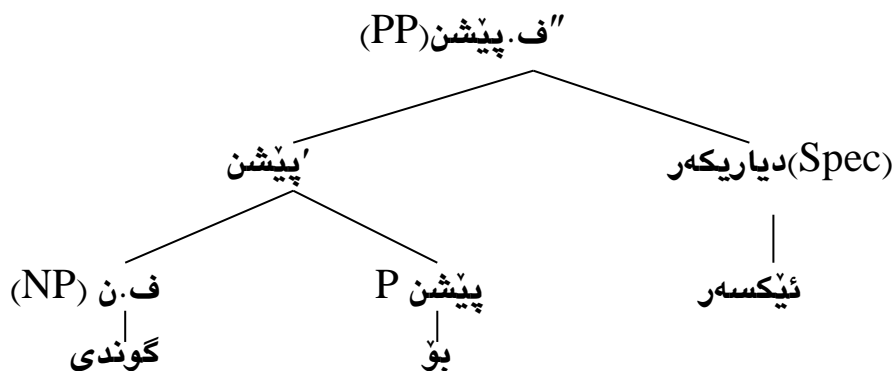 ف.پێشن(PP)″
دیاریکەر(Spec) پێشن′
ئێکسەر پێشن P ف.ن (NP)
بۆ گوندی